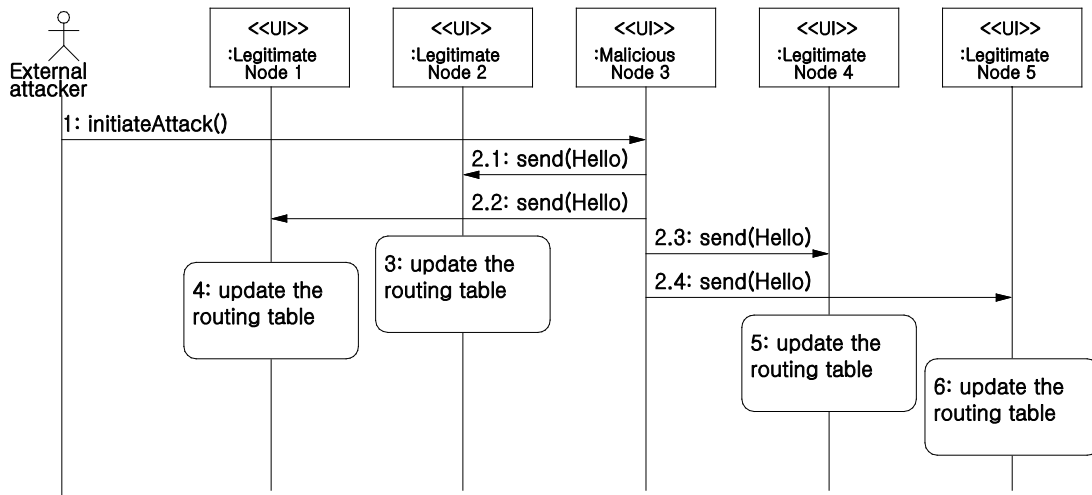 External
attacker
<<UI>>
:Legitimate
Node 1
<<UI>>
:Legitimate
Node 2
<<UI>>
:Malicious
Node 3
<<UI>>
:Legitimate
Node 4
<<UI>>
:Legitimate
Node 5
1: initiateAttack()
2.1: send(Hello)
2.2: send(Hello)
2.3: send(Hello)
2.4: send(Hello)
3: update the
routing table
4: update the
routing table
5: update the
routing table
6: update the
routing table